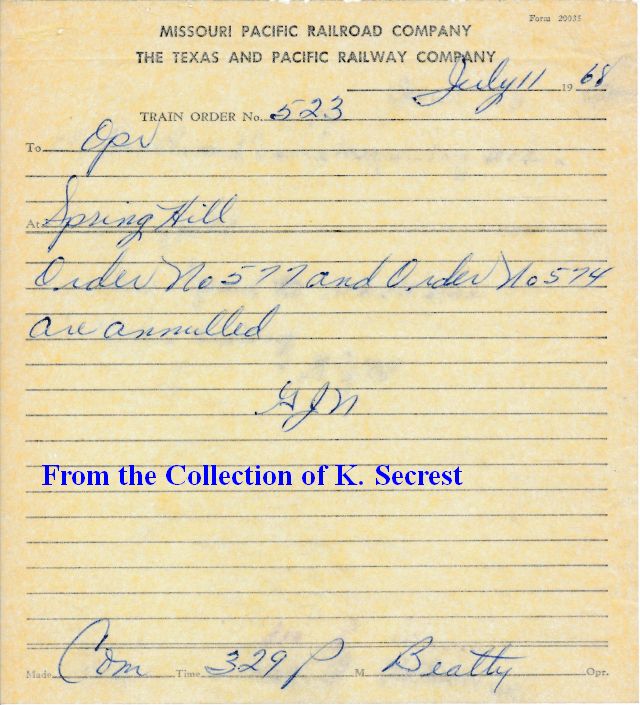 Form 20035
MISSOURI PACIFIC RAILROAD COMPANY
THE TEXAS AND PACIFIC RAILWAY COMPANY
July 11 1968
TRAIN ORDER No. 523
To Opr
At Spring Hill
Order No 577 and Order No 574
are annulled
GJN
From the Collection of K. Secrest
Made Com Time 329 P M Beatty Opr.